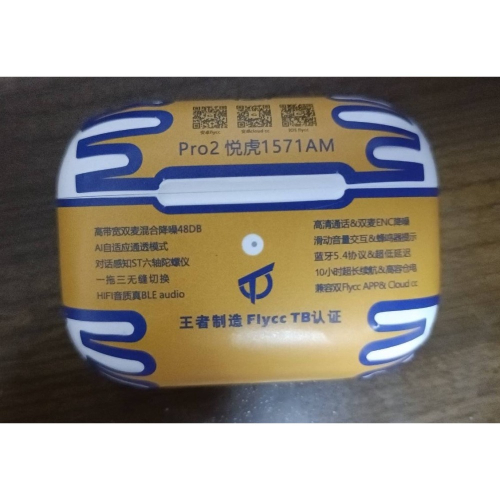 Pro2 悦虎1571AM
高带宽双麦混合降噪48DB
AI自适应通透模式
对话感知ST六轴陀螺仪
一拖三无缝切换
HIFI音质真BLE audio
高清通话&双麦ENC降噪
滑动音量交互&蜂鸣器提示
蓝牙5.4协议&超低延迟
10小时超长续航&高容仓电
兼容双Flycc APP& Cloud cc
王者制造 Flycc TB认证